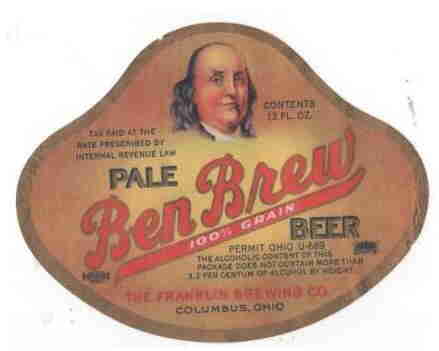 CONTENTS
12 FL. OZ.
TAX PAID AT THE
RATE PRESCRIBED BY
INTERNAL REVENUE LAW
PALE
Ben Brew
100% GRAIN
BEER
PERMIT OHIO U-689
THE ALCOHOLIC CONTENT OF THIS
PACKAGE DOES NOT CONTAIN MORE THAN
3.2 PER CENTUM OF ALCOHOL BY WEIGHT
THE FRANKLIN BREWING CO.
COLUMBUS, OHIO